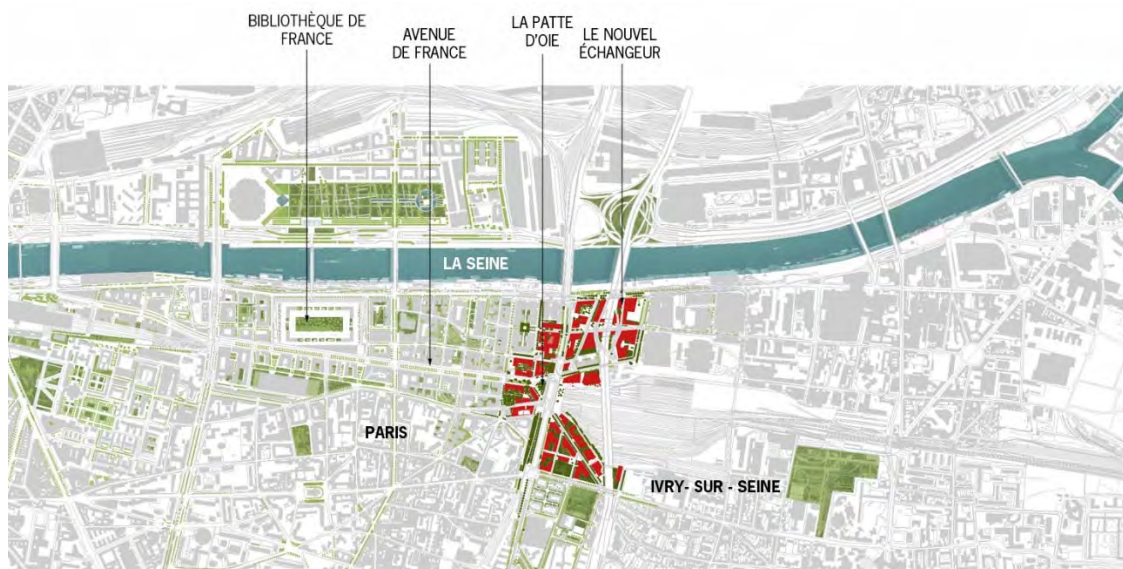 BIBLIOTHÈQUE DE
FRANCE
AVENUE
DE FRANCE
LA PATTE
D'OIE
LE NOUVEL
ÉCHANGEUR
LA SEINE
PARIS
IVRY- SUR - SEINE